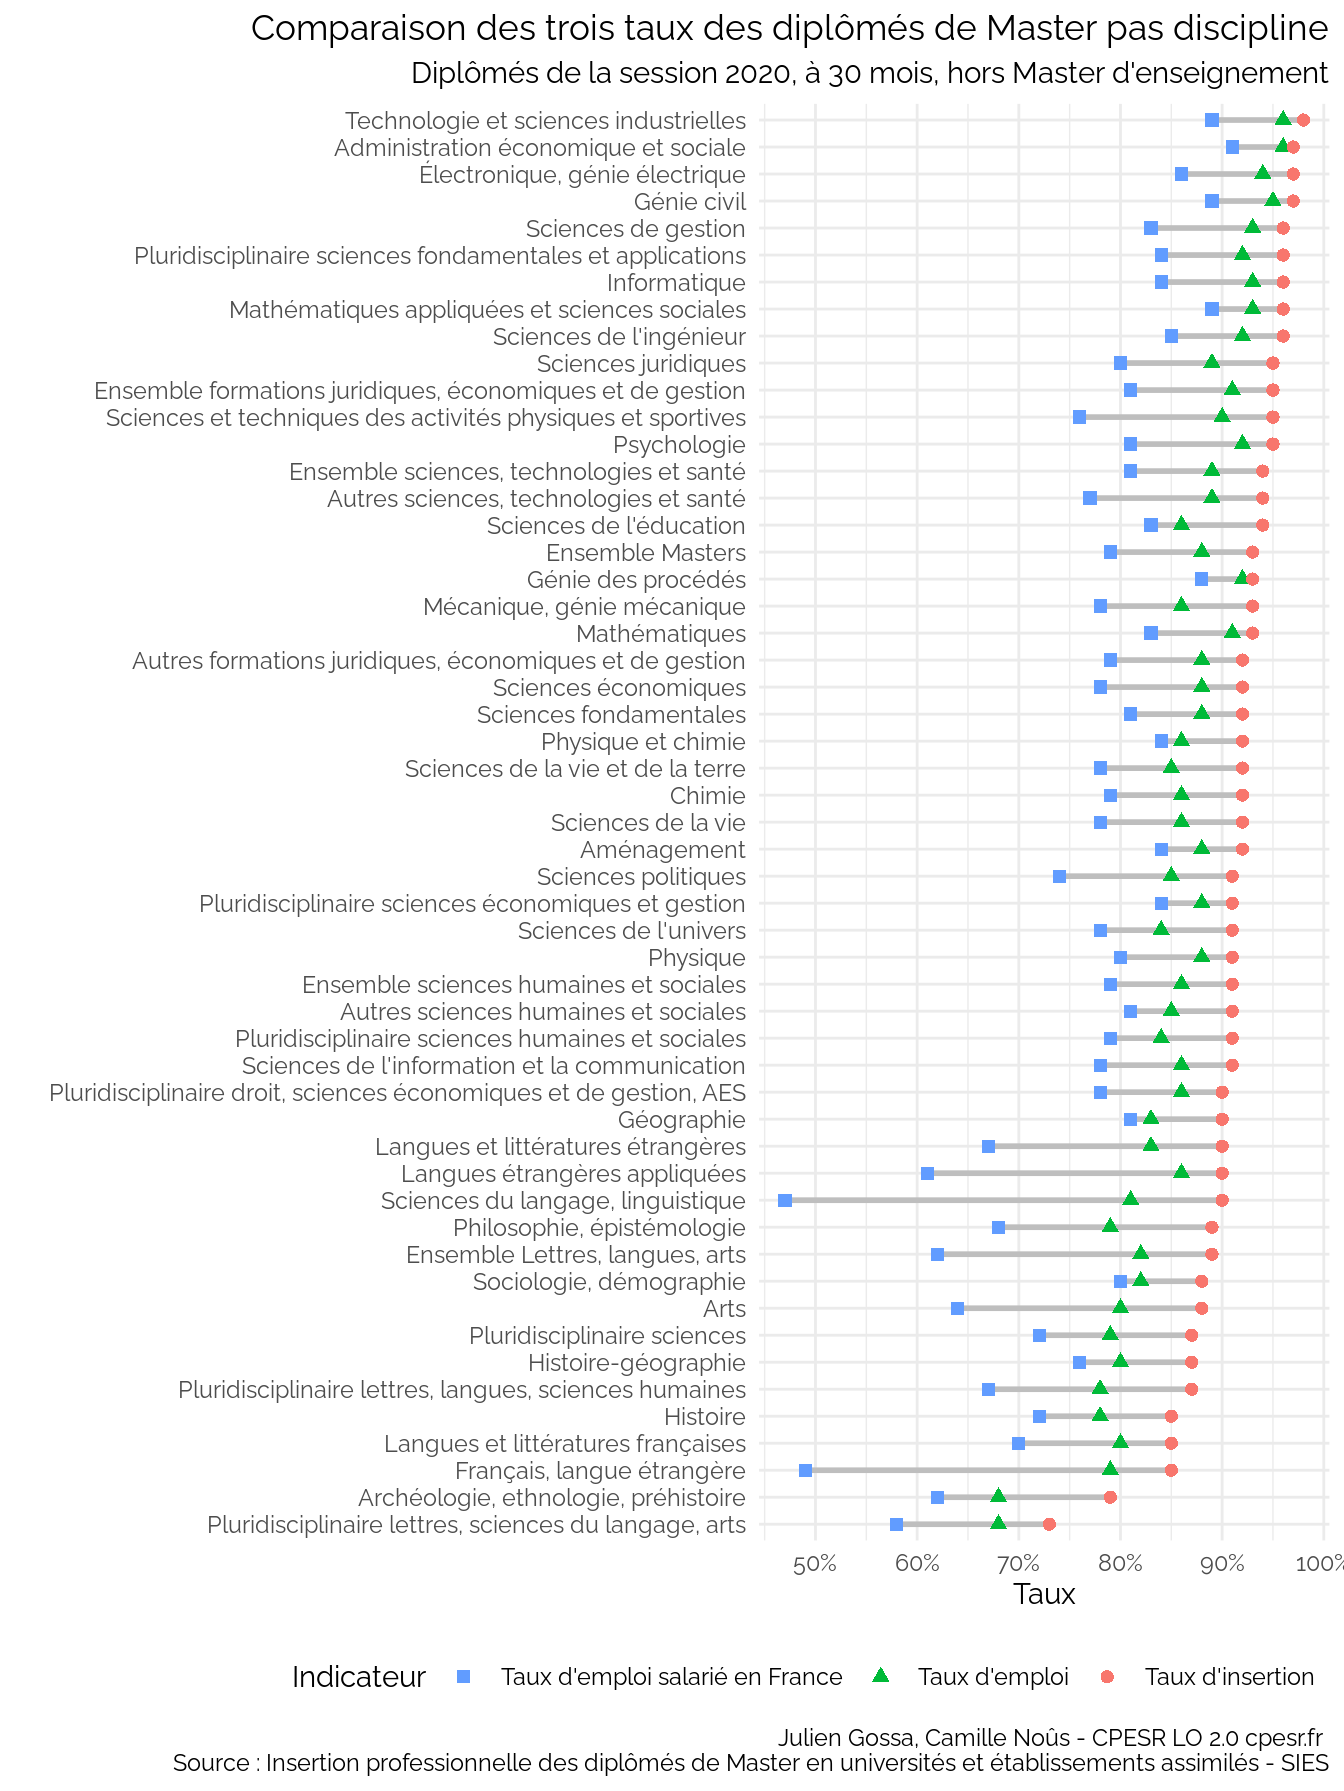 Comparaison des trois taux des diplômés de Master pas discipline
Diplômés de la session 2020, à 30 mois, hors Master d'enseignement
Technologie et sciences industrielles
Administration économique et sociale
Électronique, génie électrique
Génie civil
Sciences de gestion
Pluridisciplinaire sciences fondamentales et applications
Informatique
Mathématiques appliquées et sciences sociales
Sciences de l'ingénieur
Sciences juridiques
Ensemble formations juridiques, économiques et de gestion
Sciences et techniques des activités physiques et sportives
Psychologie
Ensemble sciences, technologies et santé
Autres sciences, technologies et santé
Sciences de l'éducation
Ensemble Masters
Génie des procédés
Mécanique, génie mécanique
Mathématiques
Autres formations juridiques, économiques et de gestion
Sciences économiques
Sciences fondamentales
Physique et chimie
Sciences de la vie et de la terre
Chimie
Sciences de la vie
Aménagement
Sciences politiques
Pluridisciplinaire sciences économiques et gestion
Sciences de l'univers
Physique
Ensemble sciences humaines et sociales
Autres sciences humaines et sociales
Pluridisciplinaire sciences humaines et sociales
Sciences de l'information et la communication
Pluridisciplinaire droit, sciences économiques et de gestion, AES
Géographie
Langues et littératures étrangères
Langues étrangères appliquées
Sciences du langage, linguistique
Philosophie, épistémologie
Ensemble Lettres, langues, arts
Sociologie, démographie
Arts
Pluridisciplinaire sciences
Histoire-géographie
Pluridisciplinaire lettres, langues, sciences humaines
Histoire
Langues et littératures françaises
Français, langue étrangère
Archéologie, ethnologie, préhistoire
Pluridisciplinaire lettres, sciences du langage, arts
50% 60% 70% 80% 90% 100%
Taux
Indicateur Taux d'emploi salarié en France Taux d'emploi Taux d'insertion
Julien Gossa, Camille Noûs - CPESR LO 2.0 cpesr.fr
Source : Insertion professionnelle des diplômés de Master en universités et établissements assimilés - SIES